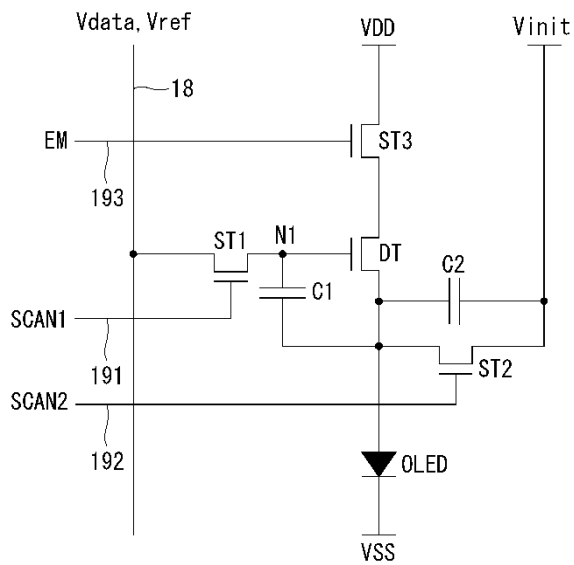 Vdata, Vref
VDD
Vinit
18
EM
ST3
193
ST1
N1
DT
C2
C1
SCAN1
191
ST2
SCAN2
192
OLED
VSS